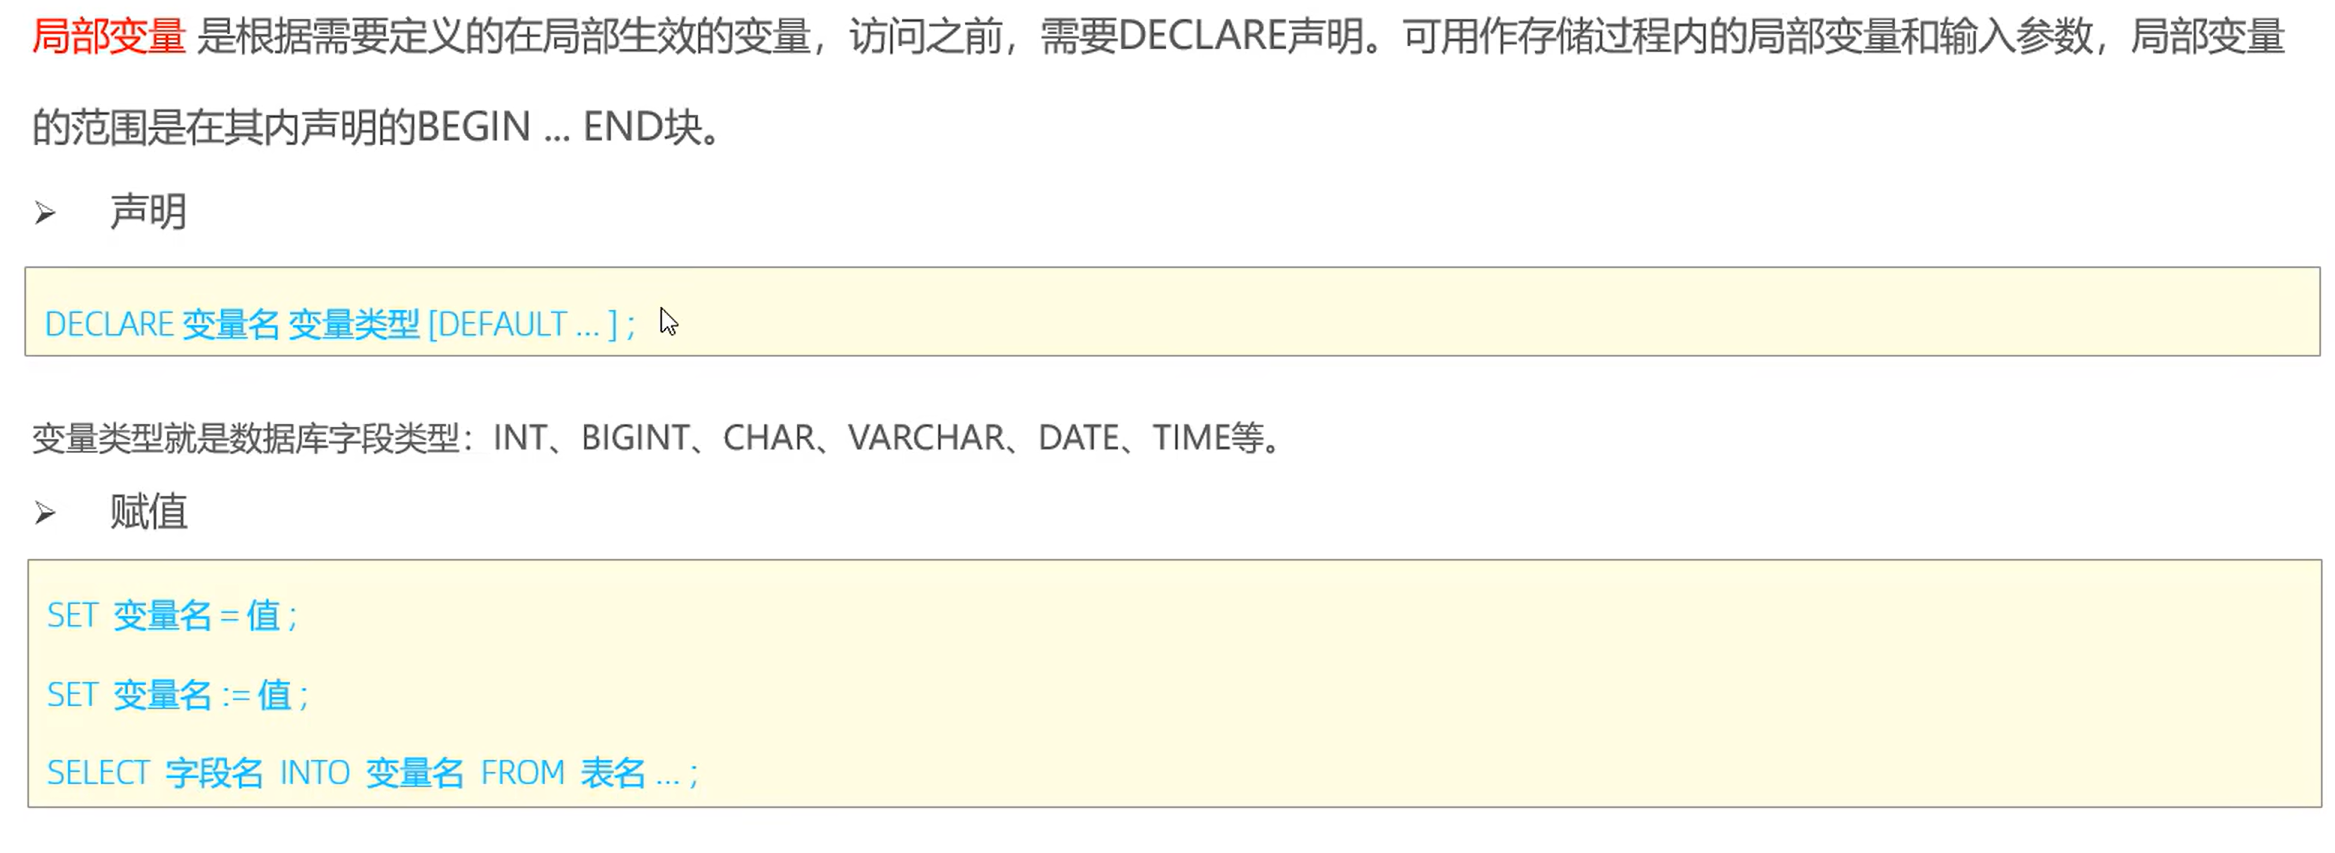 局部变量 是根据需要定义的在局部生效的变量，访问之前，需要DECLARE声明。可用作存储过程内的局部变量和输入参数，局部变量
的范围是在其内声明的BEGIN ... END块。
➢ 声明
DECLARE 变量名 变量类型 [DEFAULT ... ] ;
变量类型就是数据库字段类型：INT、BIGINT、CHAR、VARCHAR、DATE、TIME等。
➢ 赋值
SET 变量名 = 值 ;
SET 变量名 := 值 ;
SELECT 字段名 INTO 变量名 FROM 表名 ... ;